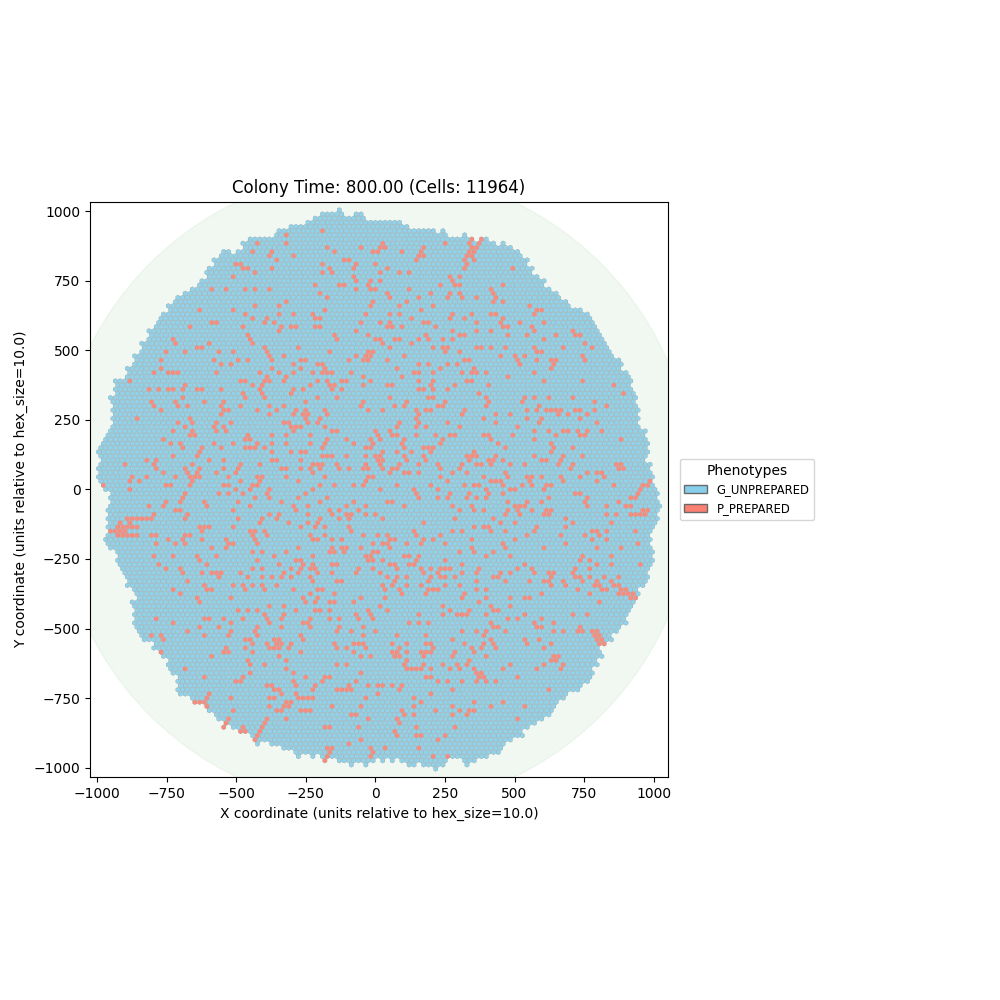 Colony Time: 800.00 (Cells: 11964)
1000
750
500
250
0
−250
−500
−750
−1000
Y coordinate (units relative to hex_size=10.0)
−1000 −750 −500 −250 0 250 500 750 1000
X coordinate (units relative to hex_size=10.0)
Phenotypes
G_UNPREPARED
P_PREPARED